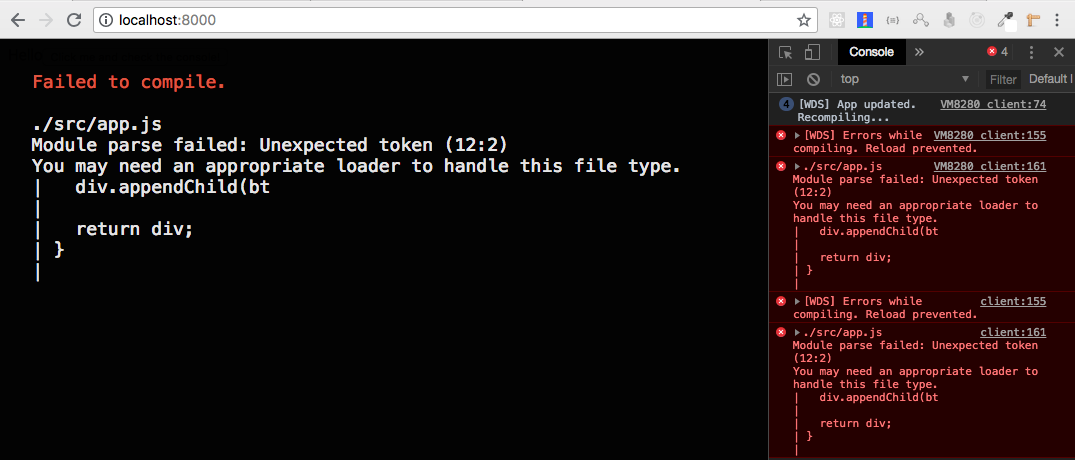 localhost:8000
Failed to compile.
./src/app.js
Module parse failed: Unexpected token (12:2)
You may need an appropriate loader to handle this file type.
|   div.appendChild(bt
|
|   return div;
| }
|
Console
4
top
Filter
Default l
4 [WDS] App updated. Recompiling... VM8280 client:74
[WDS] Errors while VM8280 client:155
compiling. Reload prevented.
./src/app.js VM8280 client:161
Module parse failed: Unexpected token
(12:2)
You may need an appropriate loader to
handle this file type.
|   div.appendChild(bt
|
|   return div;
| }
|
[WDS] Errors while client:155
compiling. Reload prevented.
./src/app.js client:161
Module parse failed: Unexpected token
(12:2)
You may need an appropriate loader to
handle this file type.
|   div.appendChild(bt
|
|   return div;
| }
|